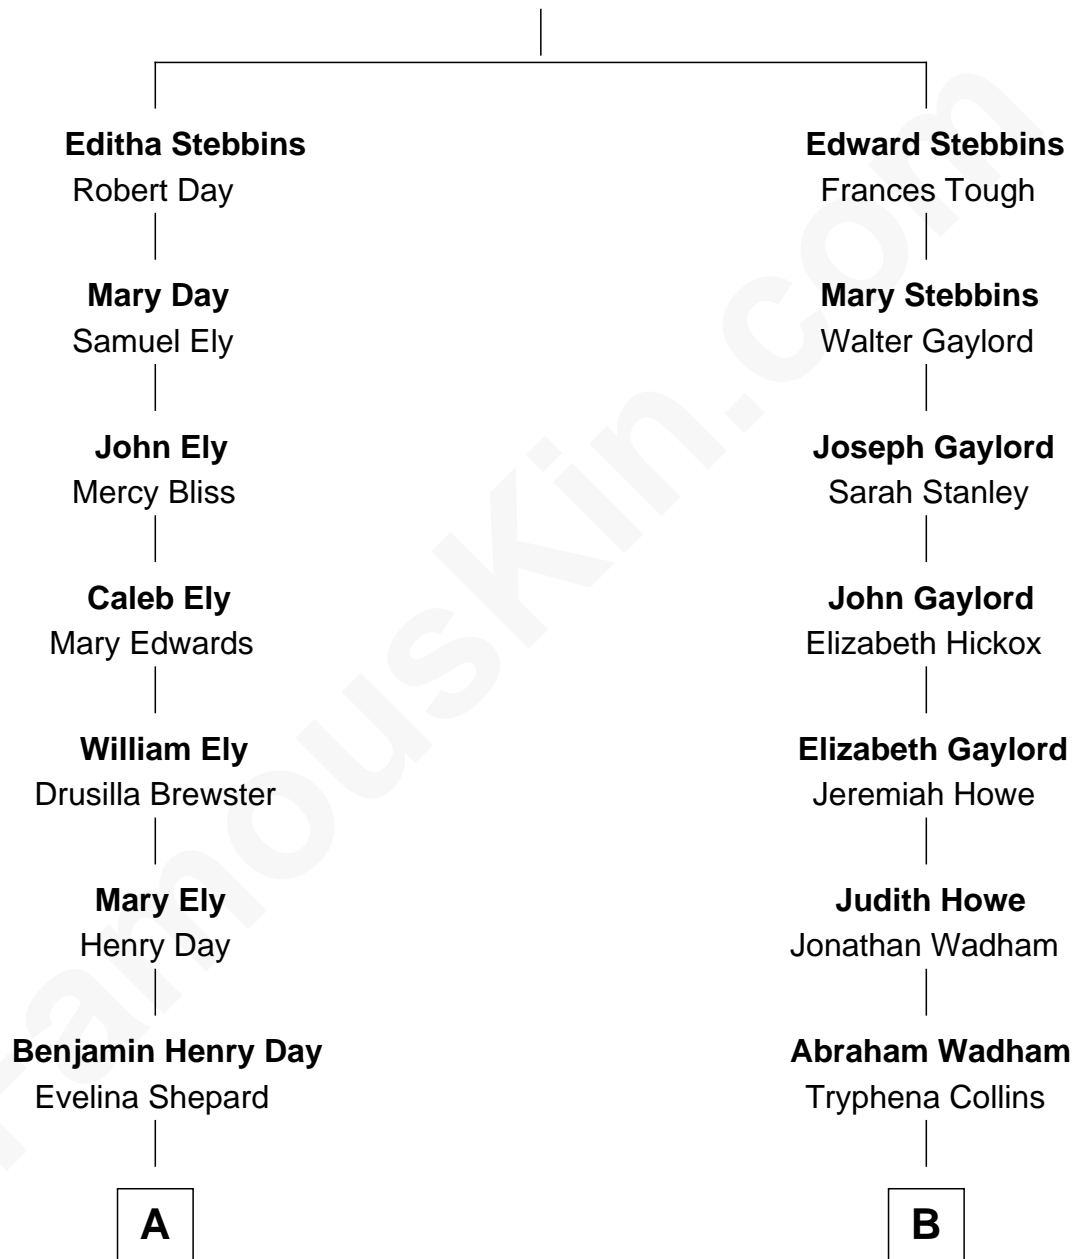 Editha Stebbins
Robert Day
Mary Day
Samuel Ely
John Ely
Mercy Bliss
Caleb Ely
Mary Edwards
William Ely
Drusilla Brewster
Mary Ely
Henry Day
Benjamin Henry Day
Evelina Shepard
A
Edward Stebbins
Frances Tough
Mary Stebbins
Walter Gaylord
Joseph Gaylord
Sarah Stanley
John Gaylord
Elizabeth Hickox
Elizabeth Gaylord
Jeremiah Howe
Judith Howe
Jonathan Wadham
Abraham Wadham
Tryphena Collins
B
FamousKin.com